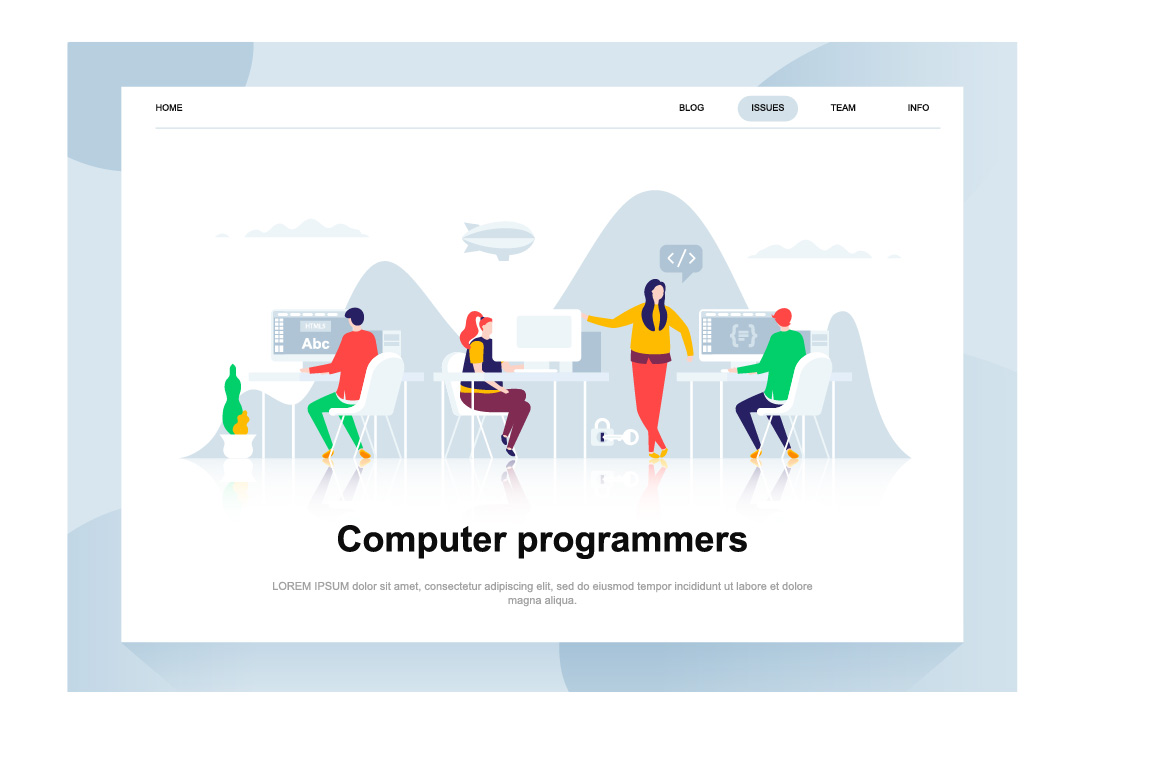 HOME
BLOG
ISSUES
TEAM
INFO
</>
HTML5
Abc
{=}
Computer programmers
LOREM IPSUM dolor sit amet, consectetur adipiscing elit, sed do eiusmod tempor incididunt ut labore et dolore
magna aliqua.